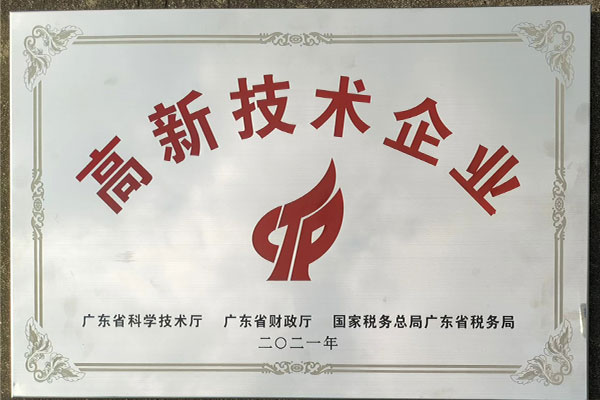 高新技术企业
广东省科学技术厅 广东省财政厅 国家税务总局广东省税务局
二〇二一年